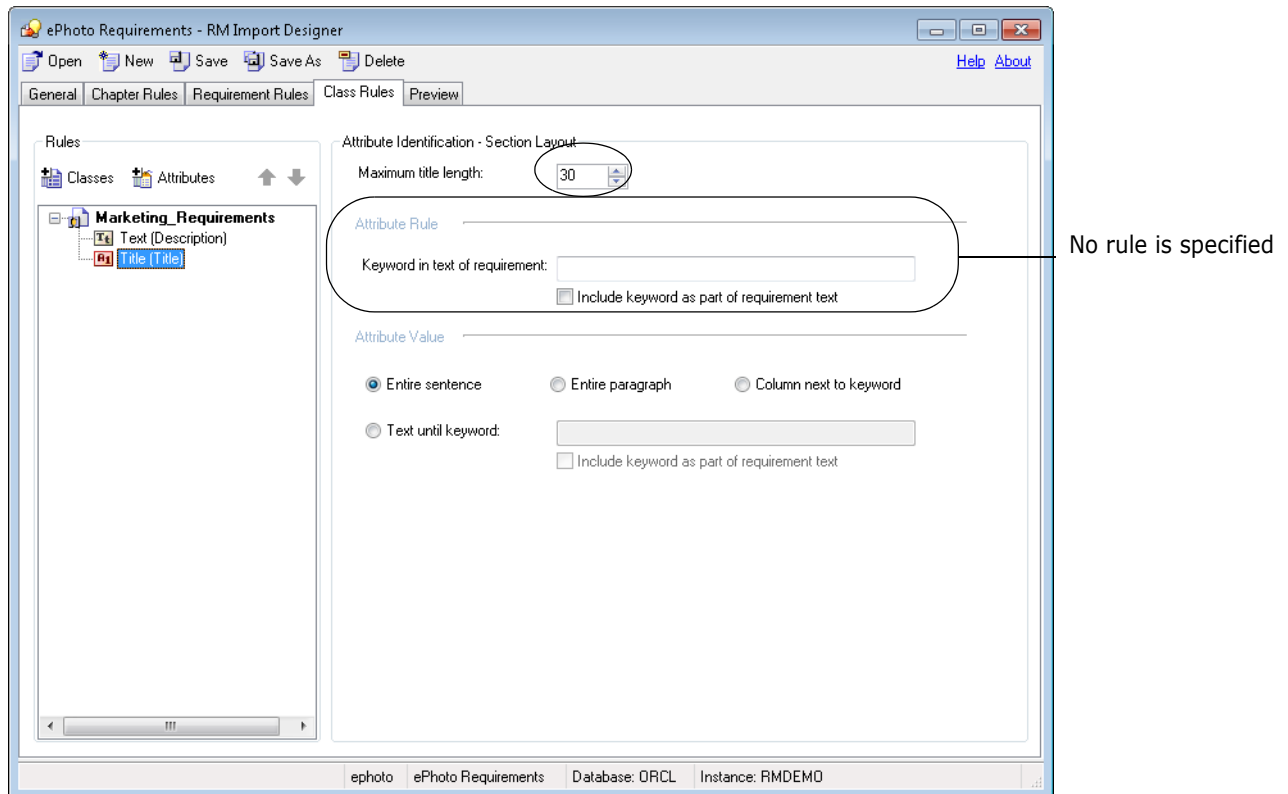 ePhoto Requirements - RM Import Designer
Open New Save Save As Delete Help About
General Chapter Rules Requirement Rules Class Rules Preview
Rules
Classes Attributes
Marketing_Requirements
Text (Description)
Title (Title)
Attribute Identification - Section Layout
Maximum title length: 30
Attribute Rule
Keyword in text of requirement:
Include keyword as part of requirement text
Attribute Value
Entire sentence Entire paragraph Column next to keyword
Text until keyword:
Include keyword as part of requirement text
No rule is specified
ephoto ePhoto Requirements Database: ORCL Instance: RMDEMO